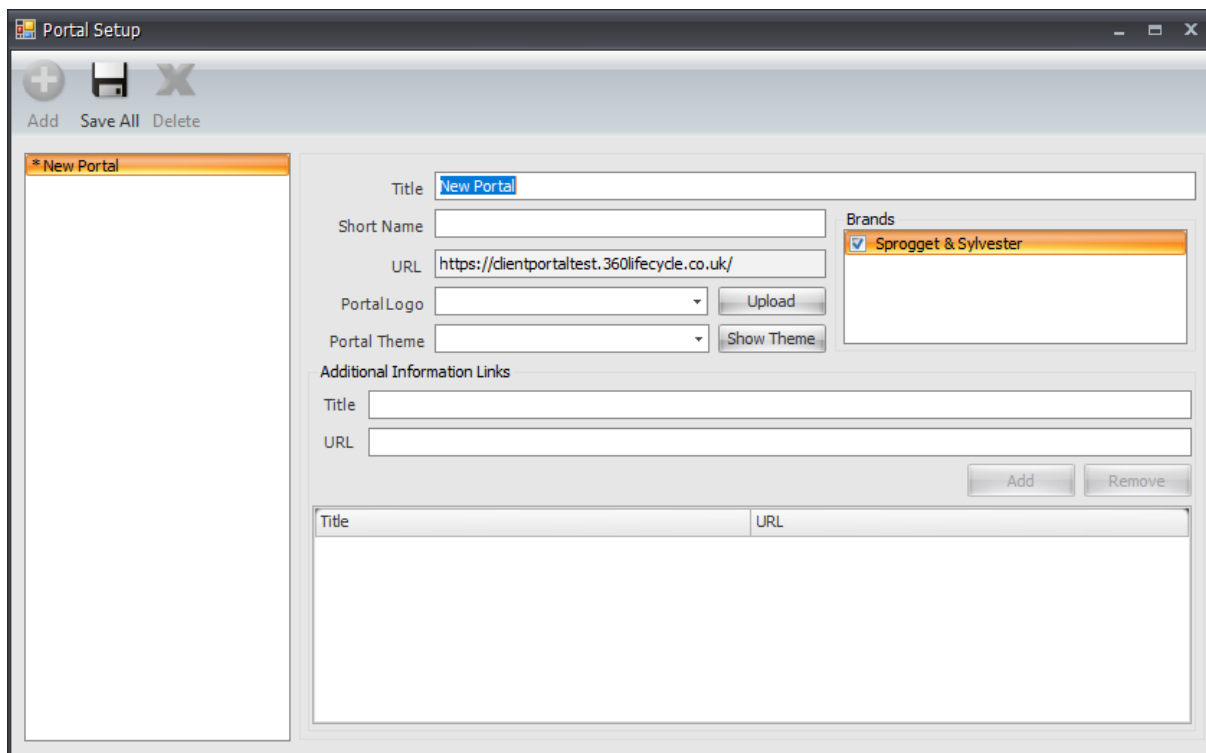 Portal Setup
Add Save All Delete
* New Portal
Title New Portal
Short Name
Brands
Sprogget & Sylvester
URL https://clientportaltest.360lifecycle.co.uk/
Portal Logo Upload
Portal Theme Show Theme
Additional Information Links
Title
URL
Add Remove
Title URL